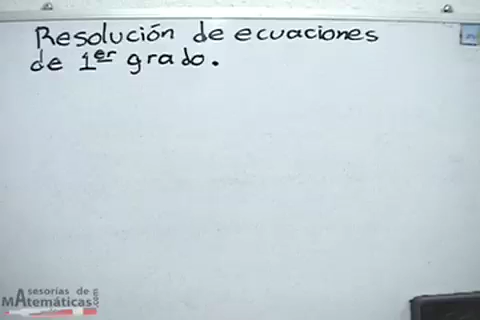 Resolución de ecuaciones
de 1er grado.
Asesorías de
Matemáticas.com